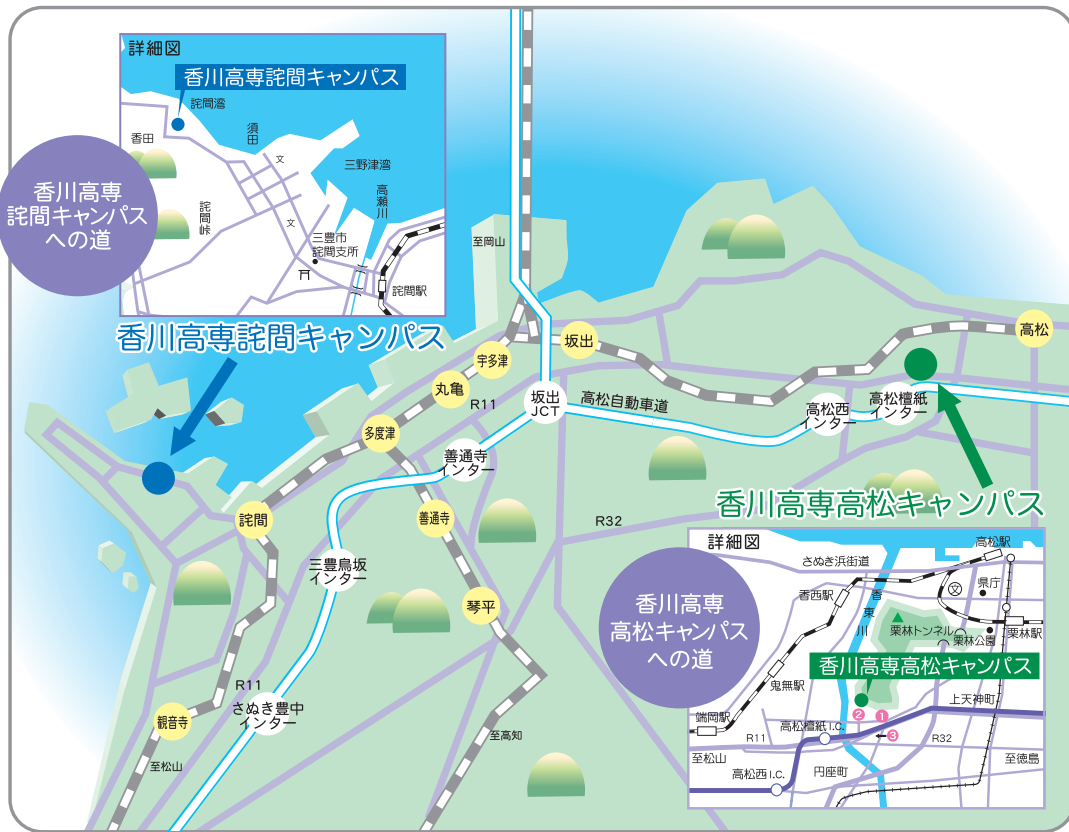 詳細図
香川高専詫間キャンパス
詫間湾
香田
須田
文
三野津湾
高瀬川
詫間峠
文
三豊市
詫間支所
詫間駅
香川高専
詫間キャンパス
への道
香川高専詫間キャンパス
至岡山
坂出
高松
宇多津
丸亀
R11
坂出
JCT
高松自動車道
高松西
インター
高松檀紙
インター
多度津
善通寺
インター
香川高専高松キャンパス
詫間
善通寺
R32
三豊鳥坂
インター
琴平
R11
さぬき豊中
インター
観音寺
至松山
至高知
香川高専
高松キャンパス
への道
詳細図
高松駅
さぬき浜街道
香西駅
香東川
文
県庁
栗林トンネル
栗林公園
栗林駅
香川高専高松キャンパス
鬼無駅
端岡駅
上天神町
2
1
3
高松檀紙I.C.
R11
R32
至松山
至徳島
高松西I.C.
円座町